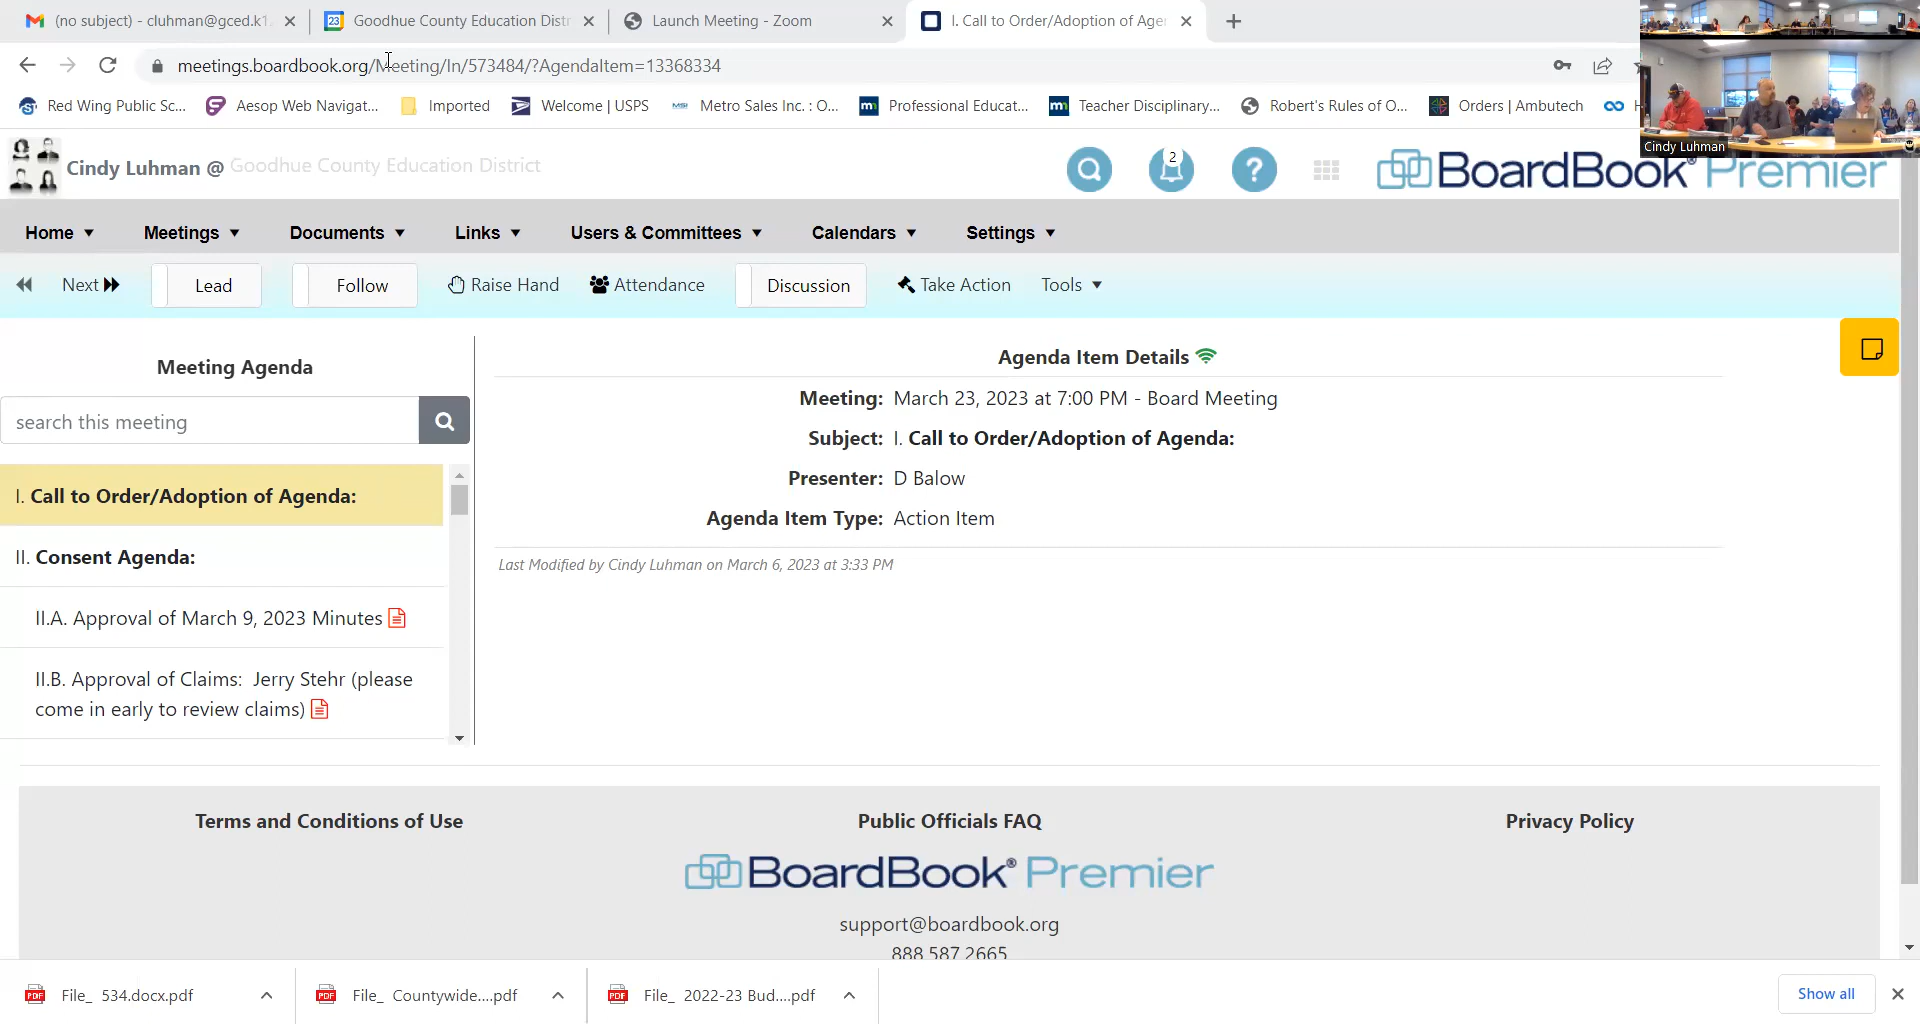 (no subject) - cluhman@gced.k1
Goodhue County Education Distr
Launch Meeting - Zoom
I. Call to Order/Adoption of Ager
meetings.boardbook.org/Meeting/In/573484/?AgendaItem=13368334
Red Wing Public Sc...
Aesop Web Navigat...
Imported
Welcome | USPS
Metro Sales Inc. : O...
Professional Educat...
Teacher Disciplinary...
Robert's Rules of O...
Orders | Ambutech
Cindy Luhman
Cindy Luhman @ Goodhue County Education District
2
?
BoardBook® Premier
Home
Meetings
Documents
Links
Users & Committees
Calendars
Settings
Next
Lead
Follow
Raise Hand
Attendance
Discussion
Take Action
Tools
Meeting Agenda
search this meeting
I. Call to Order/Adoption of Agenda:
II. Consent Agenda:
II.A. Approval of March 9, 2023 Minutes
II.B. Approval of Claims: Jerry Stehr (please
come in early to review claims)
Agenda Item Details
Meeting: March 23, 2023 at 7:00 PM - Board Meeting
Subject: I. Call to Order/Adoption of Agenda:
Presenter: D Balow
Agenda Item Type: Action Item
Last Modified by Cindy Luhman on March 6, 2023 at 3:33 PM
Terms and Conditions of Use
Public Officials FAQ
Privacy Policy
BoardBook® Premier
support@boardbook.org
888.587.2665
File_ 534.docx.pdf
File_ Countywide....pdf
File_ 2022-23 Bud....pdf
Show all